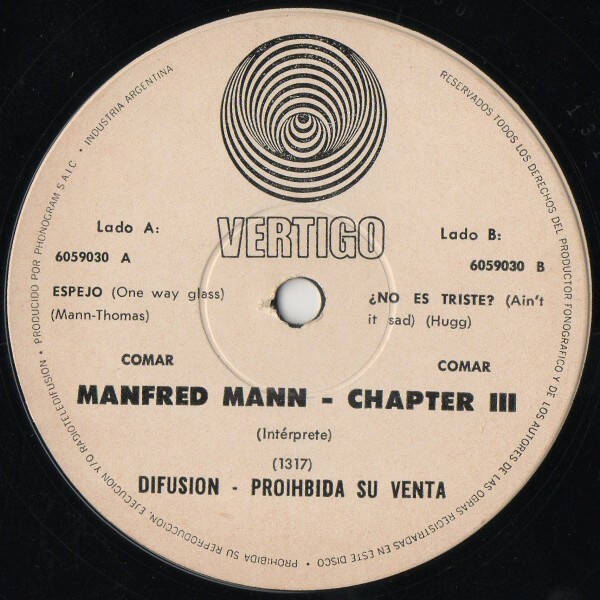 VERTIGO
Lado A:
6059030 A
ESPEJO (One way glass)
(Mann-Thomas)
COMAR
Lado B:
6059030 B
¿NO ES TRISTE? (Ain't
it sad) (Hugg)
COMAR
MANFRED MANN - CHAPTER III
(Intérprete)
(1317)
DIFUSION - PROIHBIDA SU VENTA
PRODUCIDO POR PHONOGRAM S A I C • INDUSTRIA ARGENTINA
RESERVADOS TODOS LOS DERECHOS DEL PRODUCTOR FONOGRAFICO Y DE LOS AUTORES DE LAS OBRAS REGISTRADAS EN ESTE DISCO • PROHIBIDA SU REPRODUCCION, EJECUCION Y/O RADIOTELEDIFUSION •